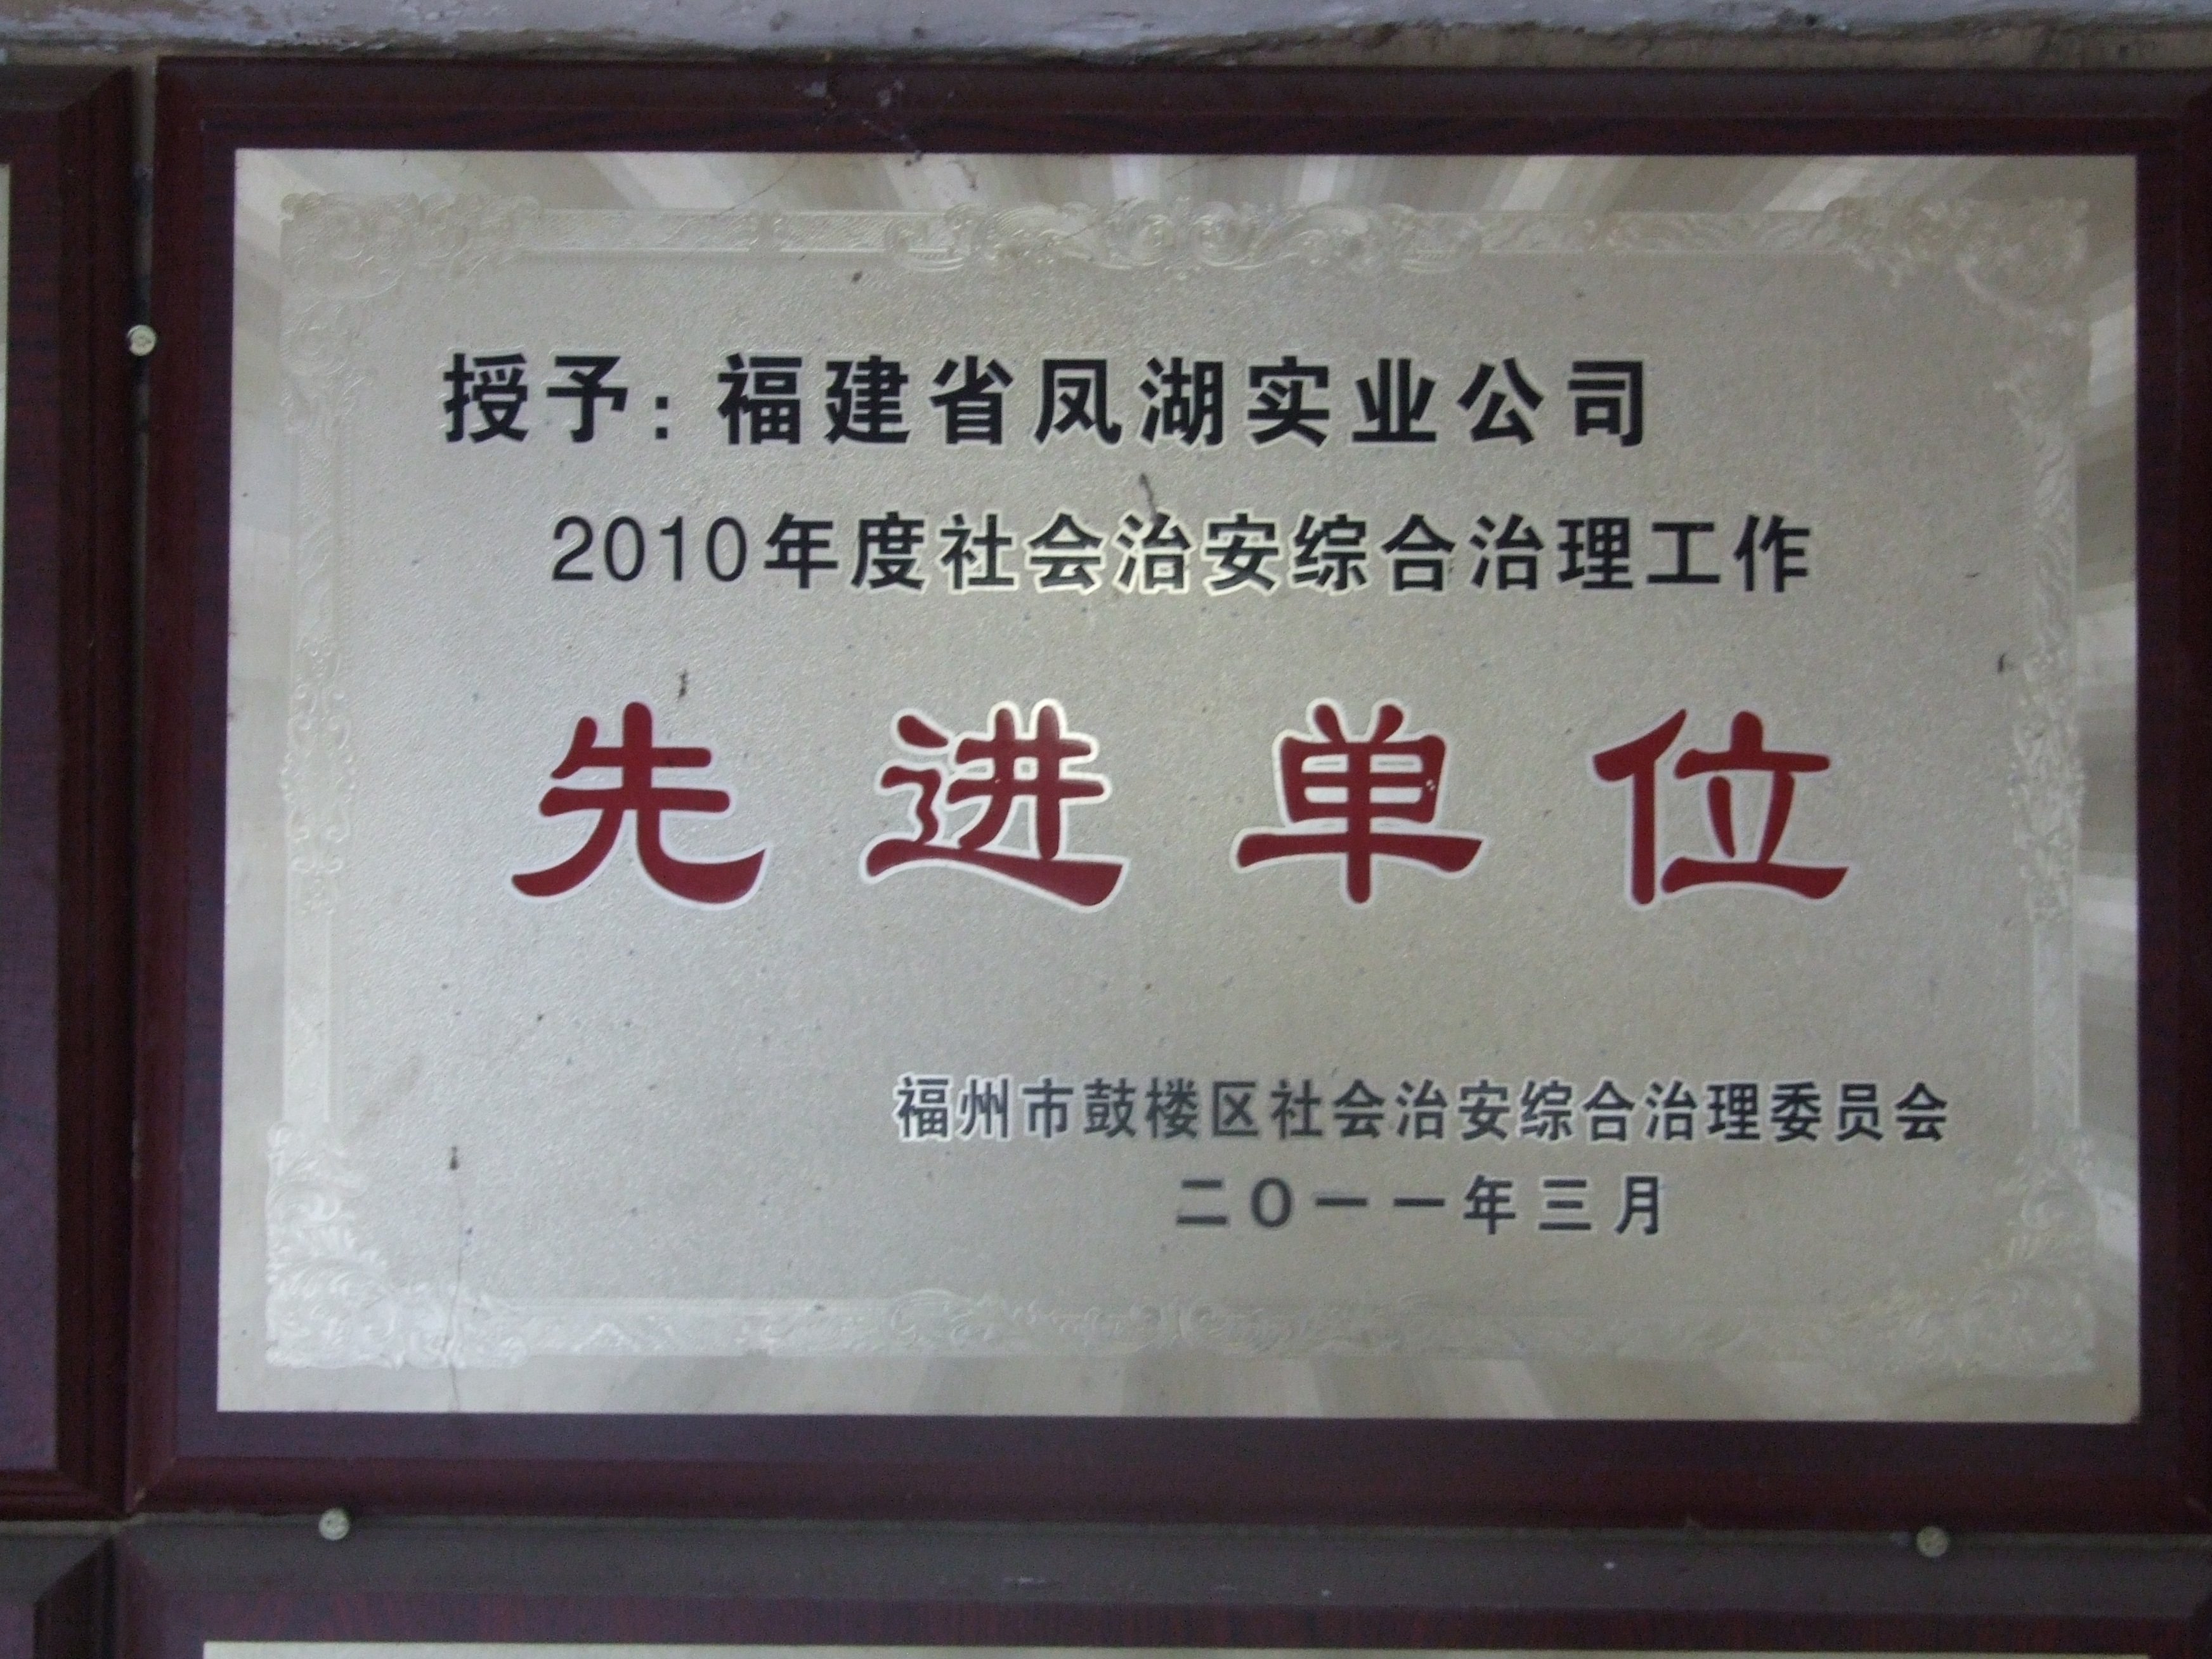 授予：福建省凤湖实业公司
2010年度社会治安综合治理工作
先进单位
福州市鼓楼区社会治安综合治理委员会
二〇一一年三月